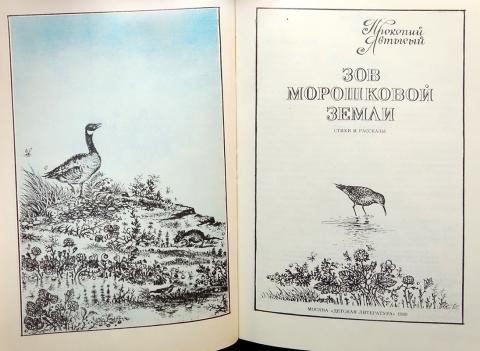 Прокопий
Явтысый
ЗОВ
МОРОШКОВОЙ
ЗЕМЛИ
СТИХИ И РАССКАЗЫ
МОСКВА «ДЕТСКАЯ ЛИТЕРАТУРА»